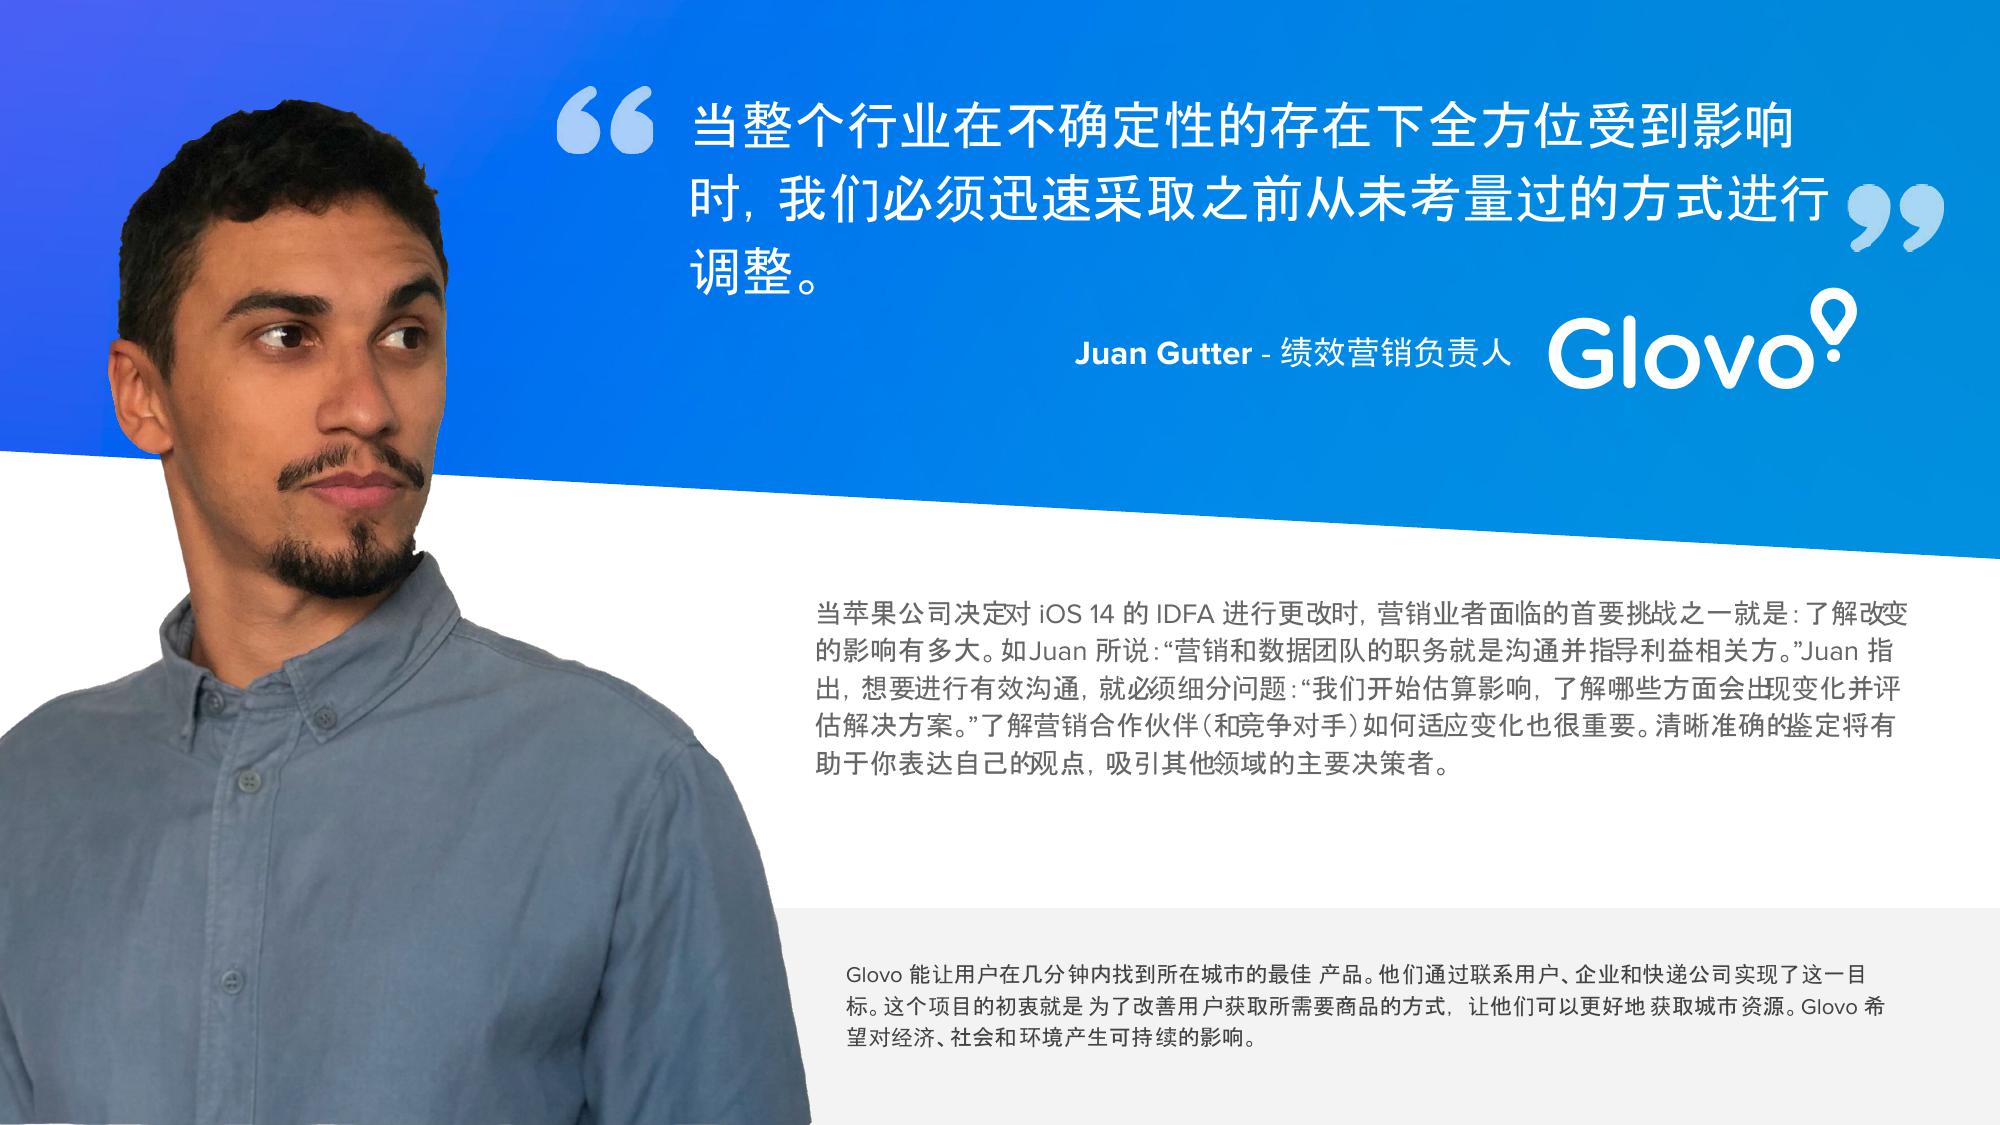 “当整个行业在不确定性的存在下全方位受到影响
时, 我们必须迅速采取之前从未考量过的方式进行
调整。”
Juan Gutter - 绩效营销负责人
Glovo
当苹果公司决定对 iOS 14 的 IDFA 进行更改时, 营销业者面临的首要挑战之一就是:了解改变
的影响有多大。如Juan 所说:“营销和数据团队的职务就是沟通并指导利益相关方。”Juan 指
出, 想要进行有效沟通, 就必须细分问题:“我们开始估算影响, 了解哪些方面会出现变化并评
估解决方案。”了解营销合作伙伴(和竞争对手)如何适应变化也很重要。清晰准确的鉴定将有
助于你表达自己的观点, 吸引其他领域的主要决策者。
Glovo 能让用户在几分钟内找到所在城市的最佳 产品。他们通过联系用户、企业和快递公司实现了这一目
标。这个项目的初衷就是 为了改善用户获取所需要商品的方式, 让他们可以更好地 获取城市资源。Glovo 希
望对经济、社会和环境产生可持续的影响。